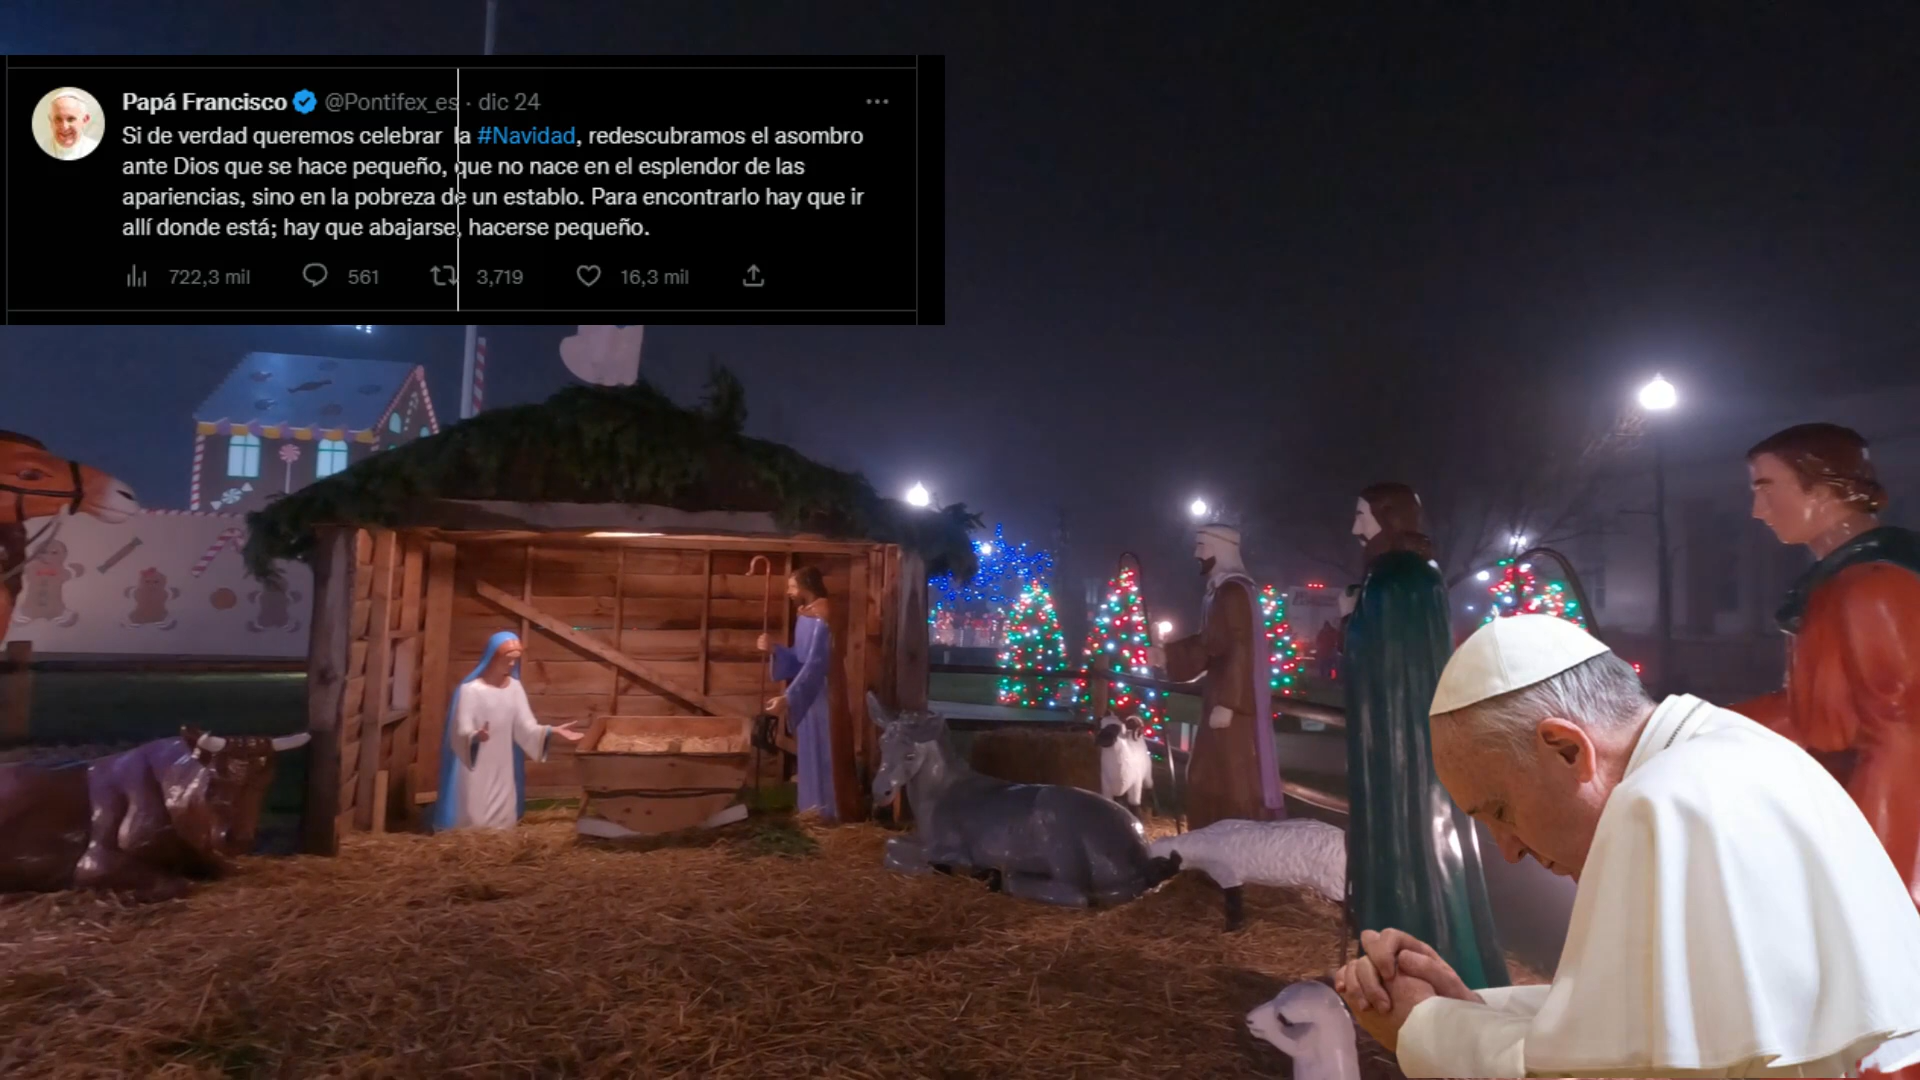 Papá Francisco @Pontifex_es · dic 24
Si de verdad queremos celebrar la #Navidad, redescubramos el asombro
ante Dios que se hace pequeño, que no nace en el esplendor de las
apariencias, sino en la pobreza de un establo. Para encontrarlo hay que ir
allí donde está; hay que abajarse, hacerse pequeño.
722,3 mil 561 3,719 16,3 mil